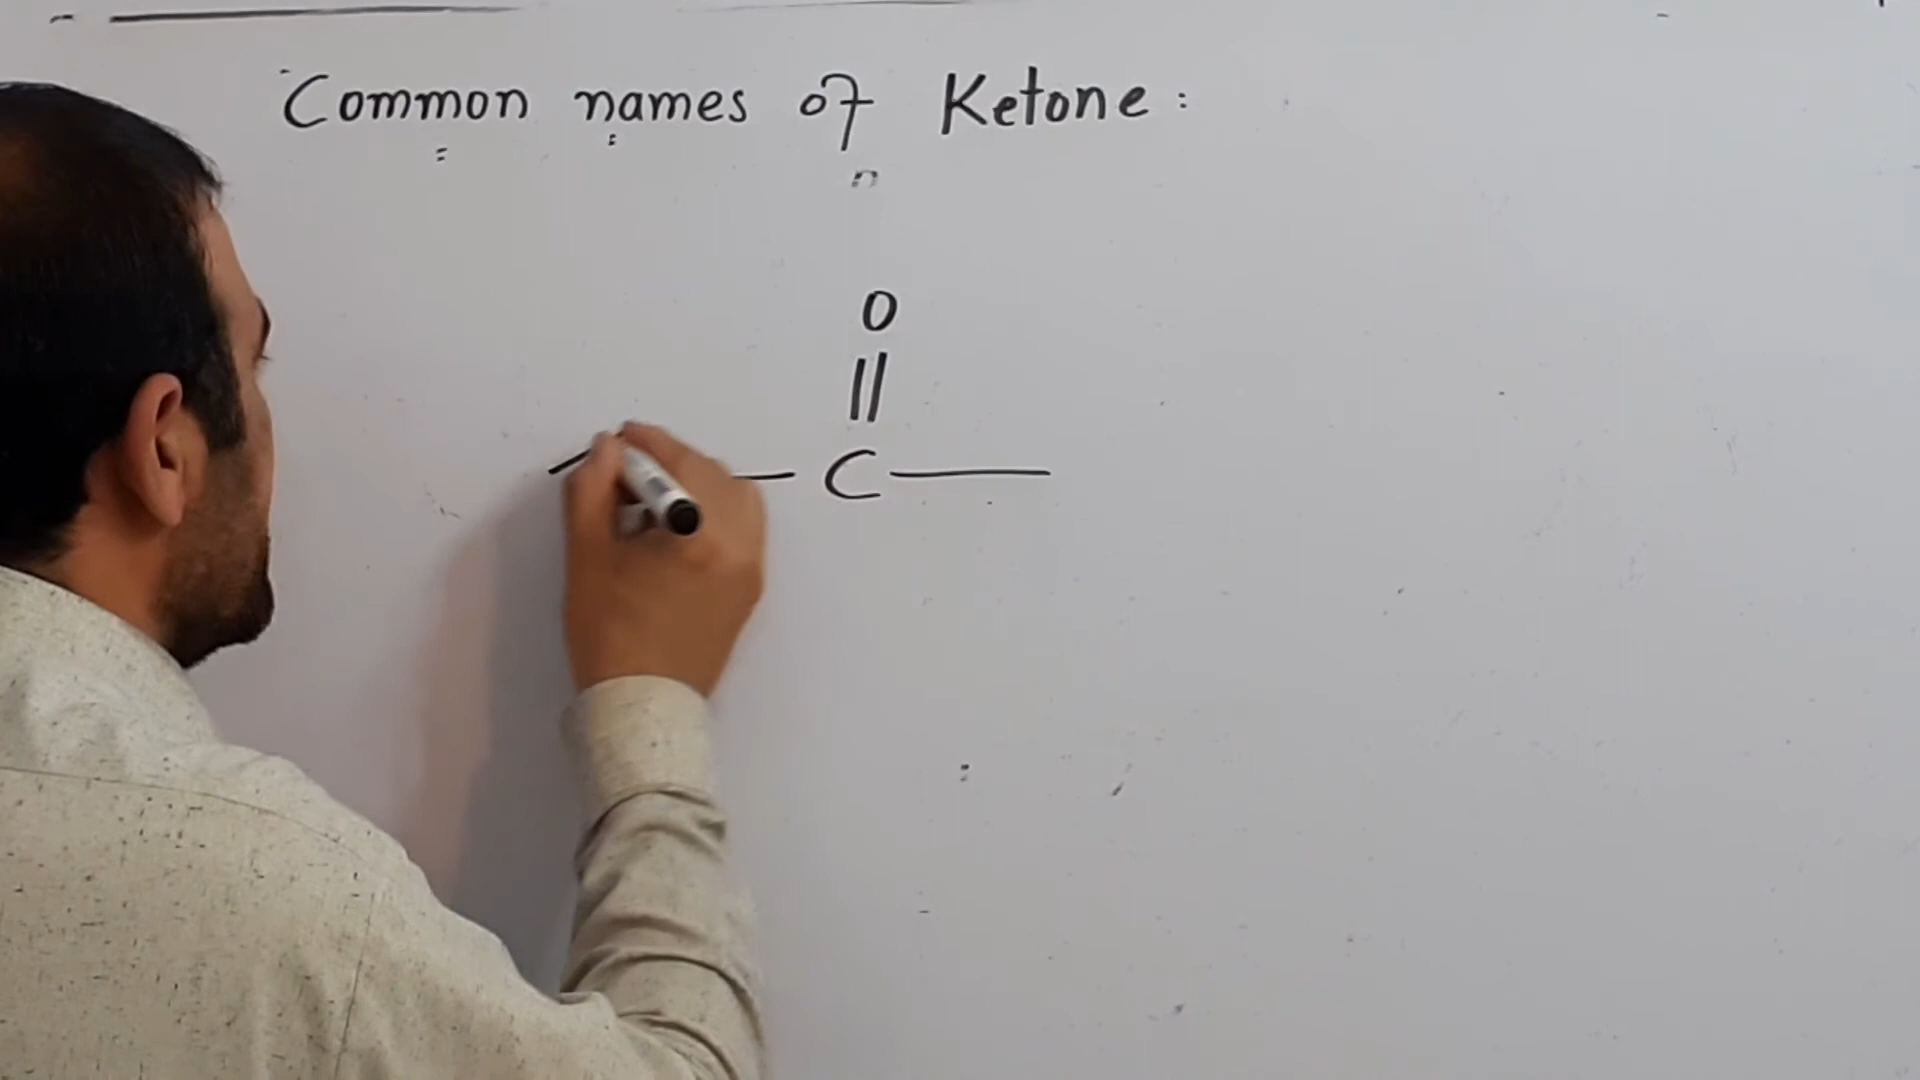 Common names of Ketone:
O
||
— C —